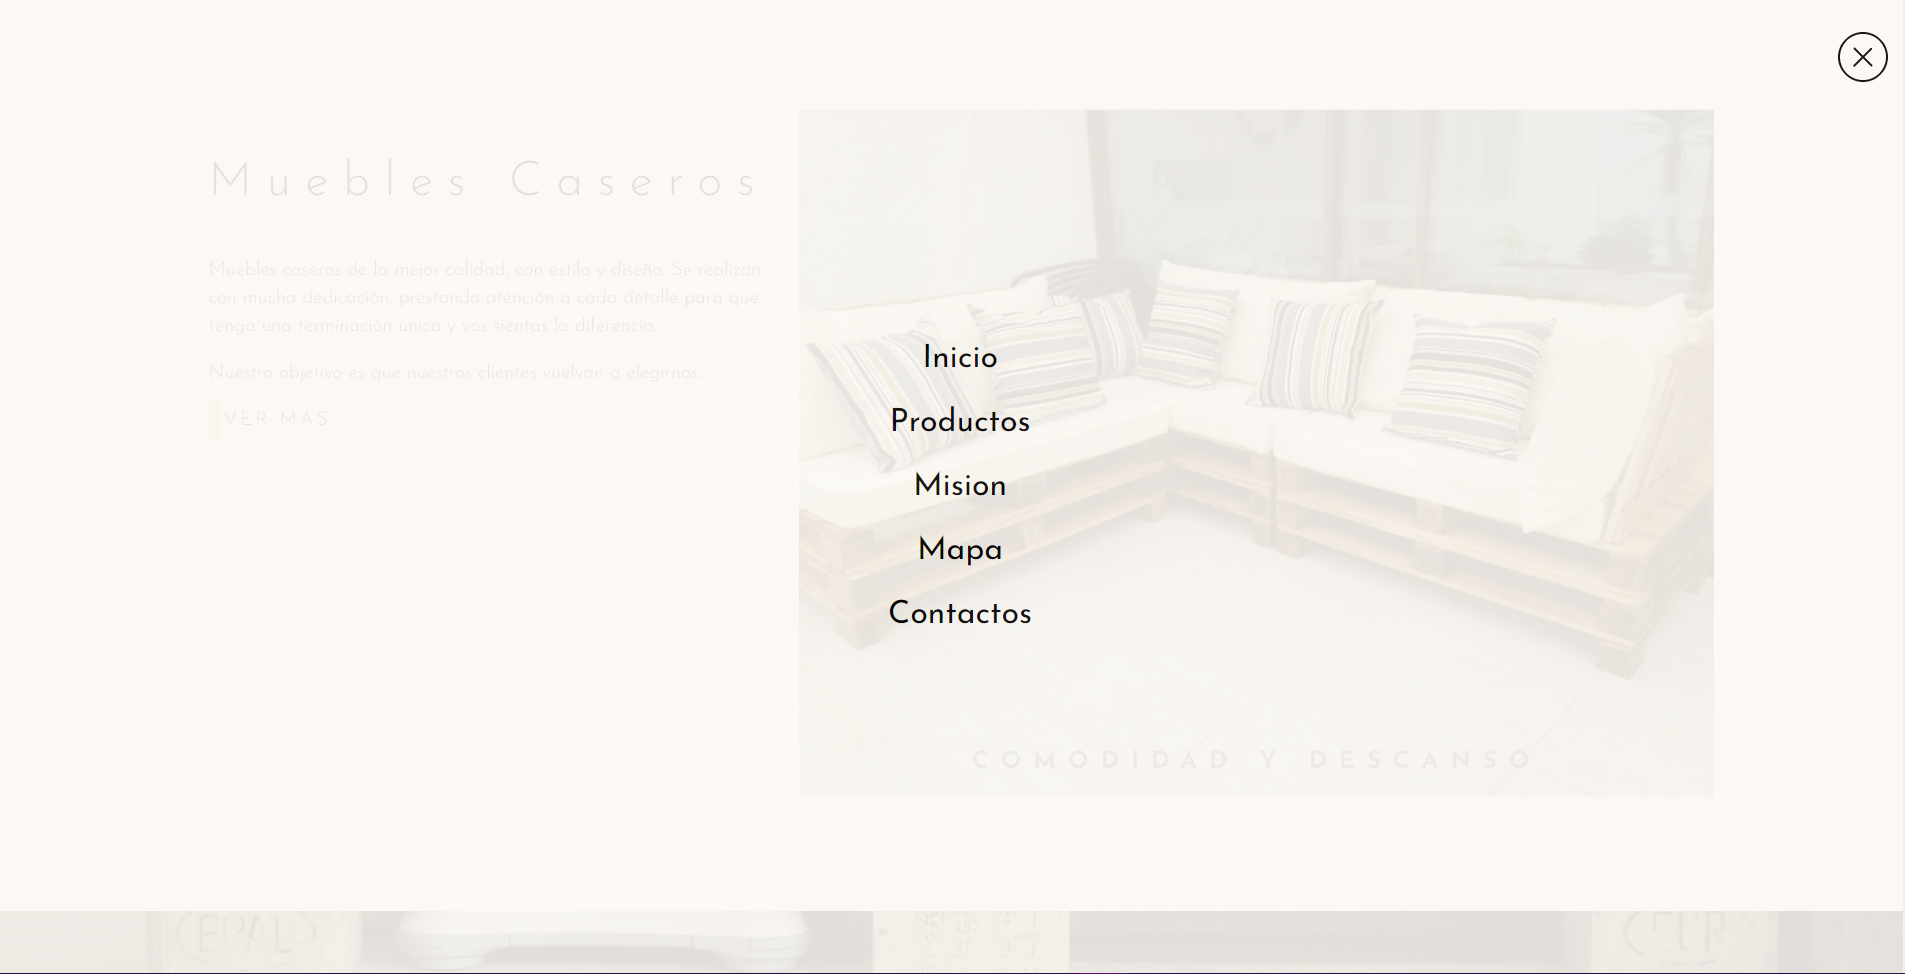 Muebles Caseros
Muebles caseros de la mejor calidad, con estilo y diseño. Se realizan
con mucha dedicación, prestando atención a cada detalle para que
tenga una terminación única y vos sientas la diferencia.
Nuestro objetivo es que nuestros clientes vuelvan a elegirnos.
VER MÁS
Inicio
Productos
Mision
Mapa
Contactos
COMODIDAD Y DESCANSO
EPAL
EUR